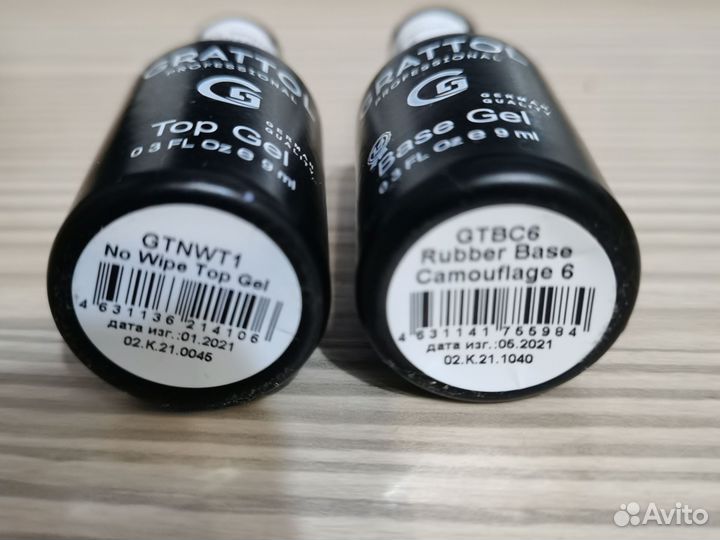 GRATTOL
PROFESSIONAL
G
GERMAN
QUALITY
Top Gel
0 3 FL Oz e 9 ml
GTNWT1
No Wipe Top Gel
4 631136 214106
дата изг.:01.2021
02.K.21.0045
GRATTOL
PROFESSIONAL
G
GERMAN
QUALITY
Base Gel
0 3 FL Oz e 9 ml
GTBC6
Rubber Base
Camouflage 6
4 631141 755984
дата изг.:05.2021
02.K.21.1040
Avito